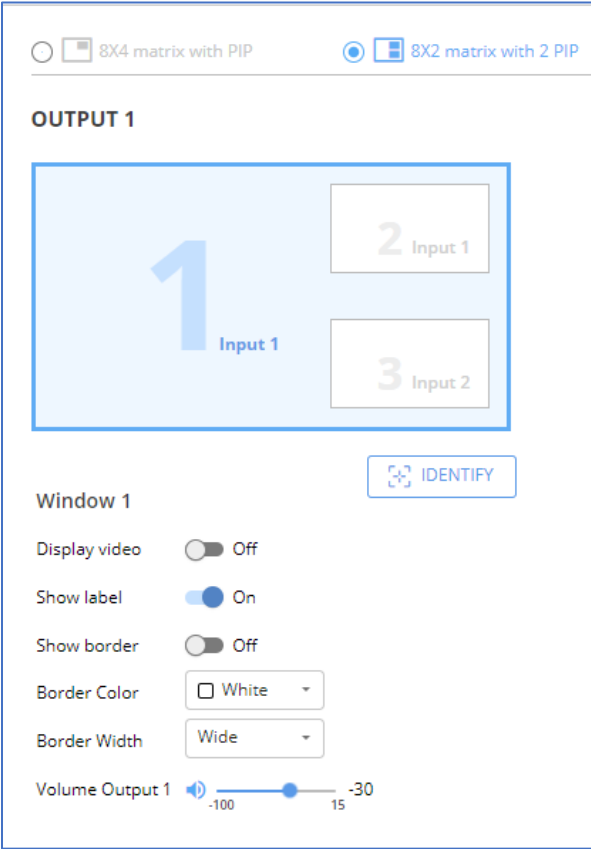 8X4 matrix with PIP
8X2 matrix with 2 PIP
OUTPUT 1
1 Input 1
2 Input 1
3 Input 2
IDENTIFY
Window 1
Display video Off
Show label On
Show border Off
Border Color White
Border Width Wide
Volume Output 1 -30
-100 15